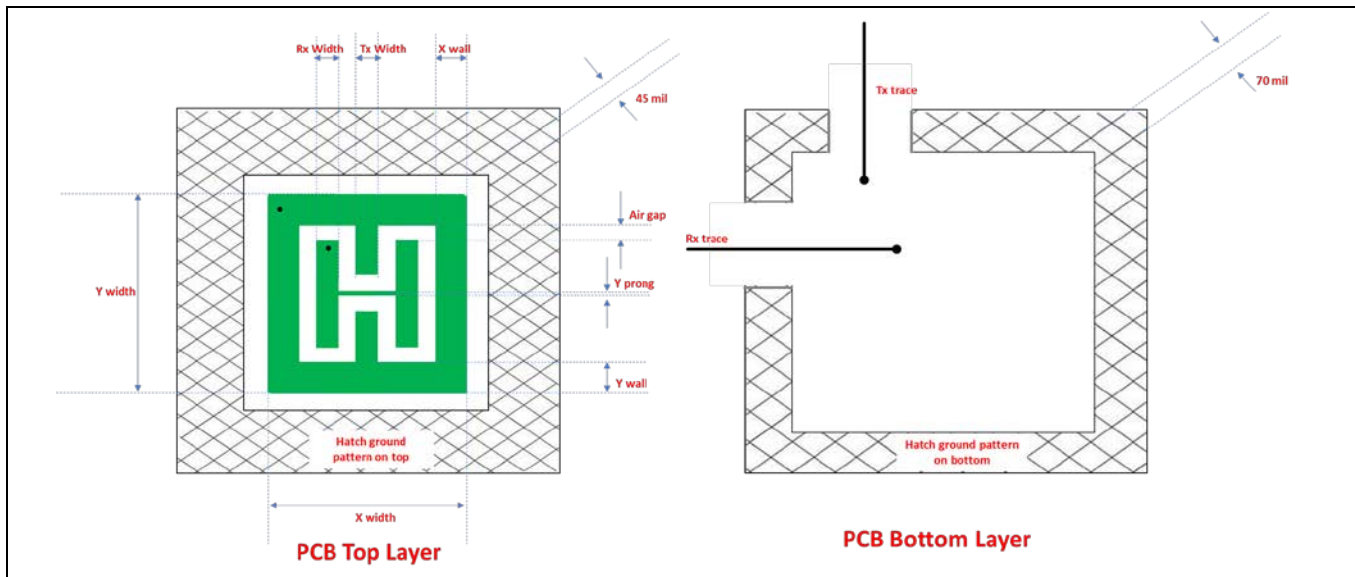 Rx Width
Tx Width
X wall
45 mil
Air gap
Y prong
Y width
Y wall
Hatch ground
pattern on top
X width
PCB Top Layer
Tx trace
70 mil
Rx trace
Hatch ground pattern
on bottom
PCB Bottom Layer